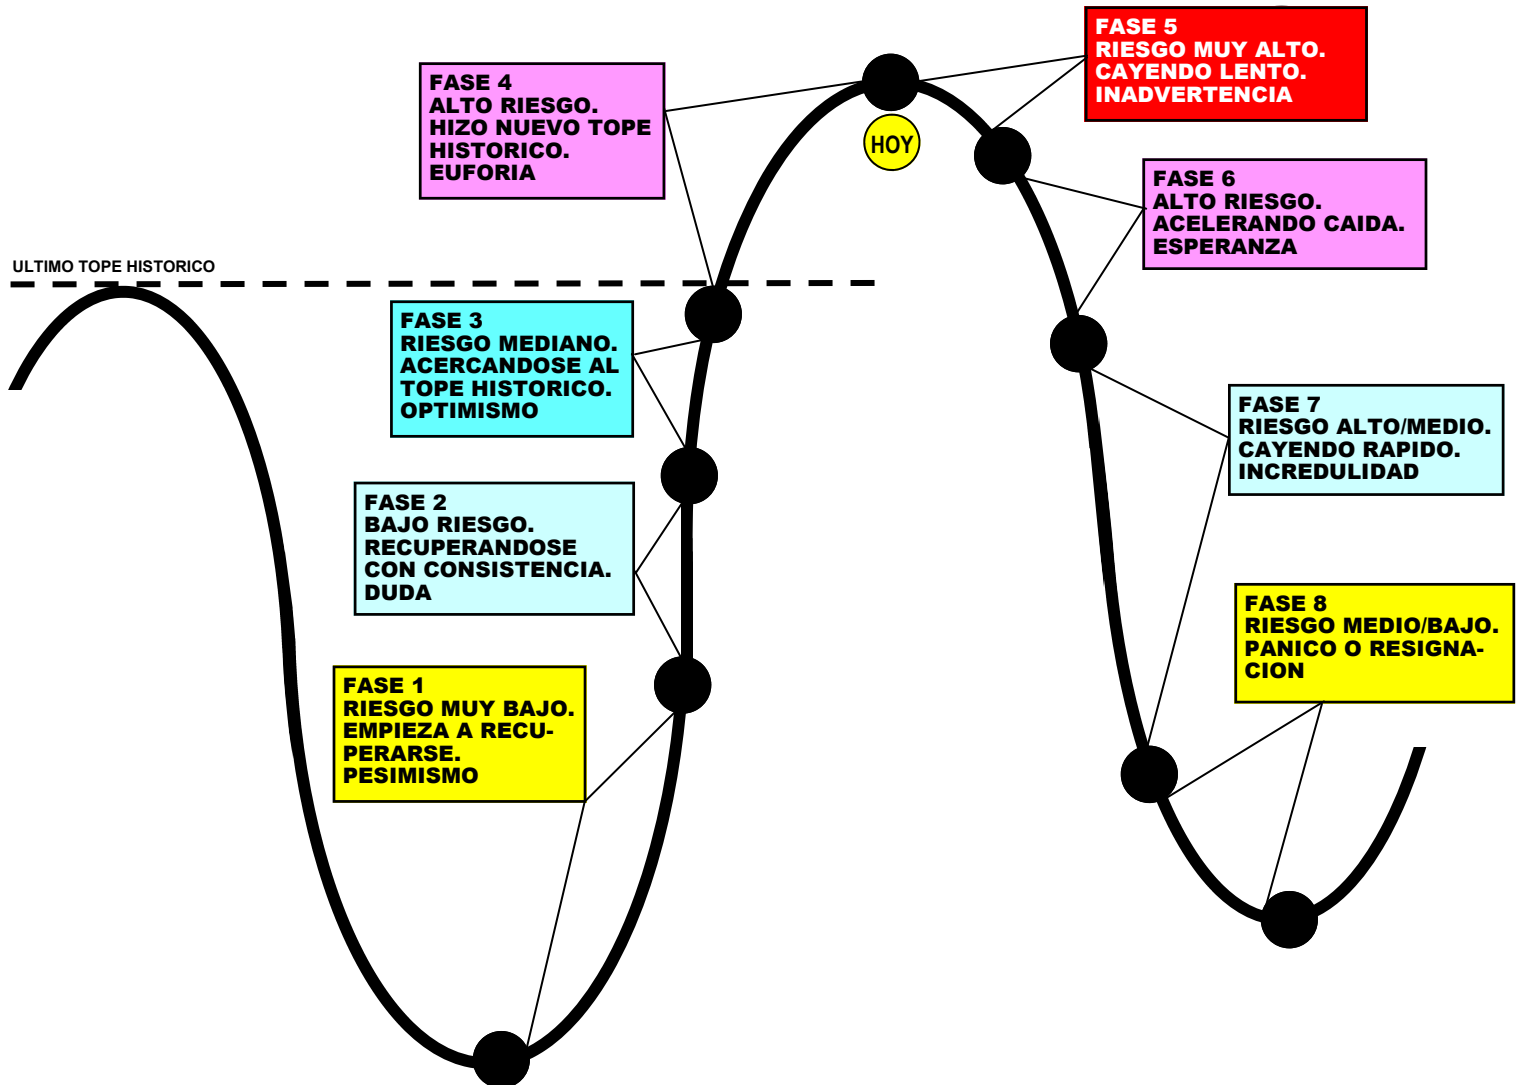 FASE 5
RIESGO MUY ALTO.
CAYENDO LENTO.
INADVERTENCIA
FASE 4
ALTO RIESGO.
HIZO NUEVO TOPE
HISTORICO.
EUFORIA
HOY
FASE 6
ALTO RIESGO.
ACELERANDO CAIDA.
ESPERANZA
ULTIMO TOPE HISTORICO
FASE 3
RIESGO MEDIANO.
ACERCANDOSE AL
TOPE HISTORICO.
OPTIMISMO
FASE 7
RIESGO ALTO/MEDIO.
CAYENDO RAPIDO.
INCREDULIDAD
FASE 2
BAJO RIESGO.
RECUPERANDOSE
CON CONSISTENCIA.
DUDA
FASE 8
RIESGO MEDIO/BAJO.
PANICO O RESIGNA-
CION
FASE 1
RIESGO MUY BAJO.
EMPIEZA A RECU-
PERARSE.
PESIMISMO